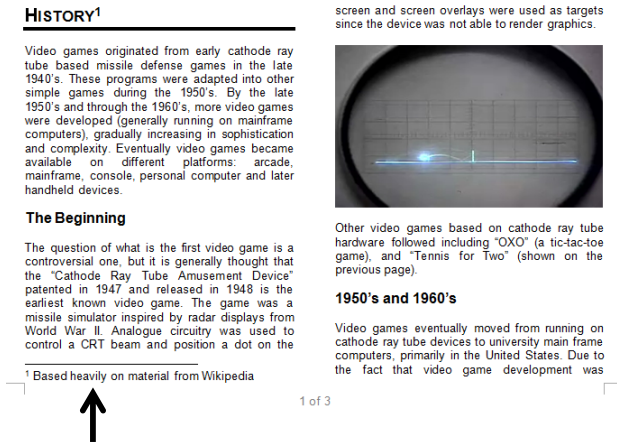 HISTORY¹
Video games originated from early cathode ray
tube based missile defense games in the late
1940's. These programs were adapted into other
simple games during the 1950's. By the late
1950's and through the 1960's, more video games
were developed (generally running on mainframe
computers), gradually increasing in sophistication
and complexity. Eventually video games became
available on different platforms: arcade,
mainframe, console, personal computer and later
handheld devices.
The Beginning
The question of what is the first video game is a
controversial one, but it is generally thought that
the “Cathode Ray Tube Amusement Device”
patented in 1947 and released in 1948 is the
earliest known video game. The game was a
missile simulator inspired by radar displays from
World War II. Analogue circuitry was used to
control a CRT beam and position a dot on the
¹ Based heavily on material from Wikipedia
screen and screen overlays were used as targets
since the device was not able to render graphics.
Other video games based on cathode ray tube
hardware followed including “OXO” (a tic-tac-toe
game), and “Tennis for Two” (shown on the
previous page).
1950's and 1960's
Video games eventually moved from running on
cathode ray tube devices to university main frame
computers, primarily in the United States. Due to
the fact that video game development was
1 of 3